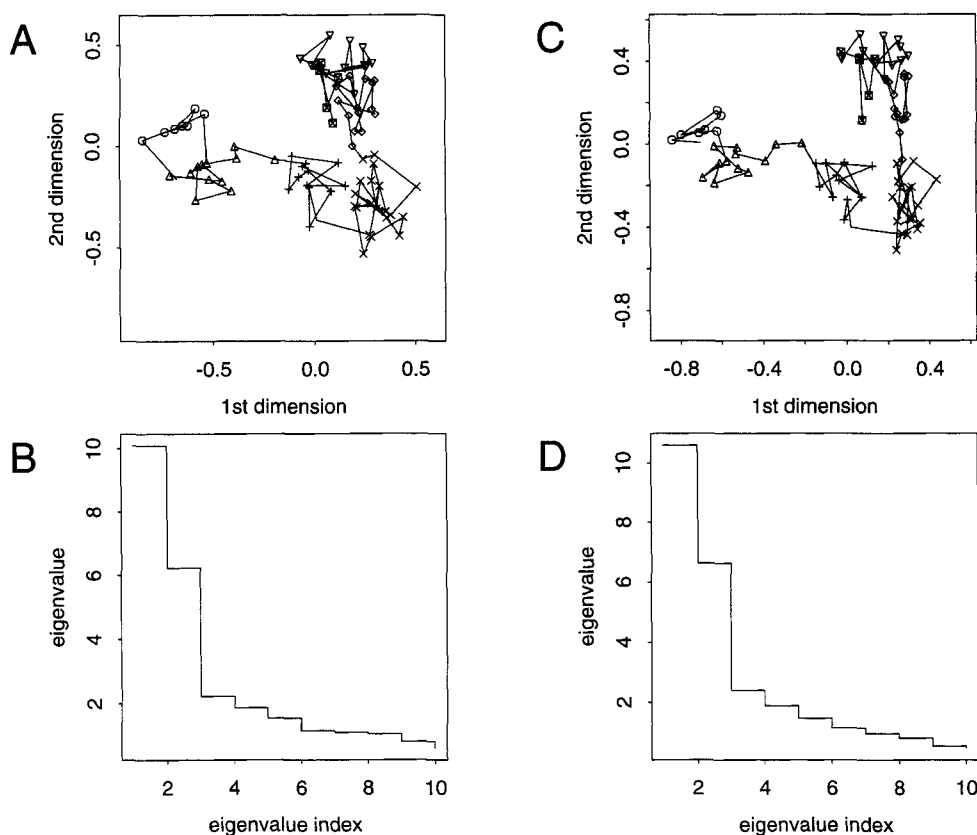 A
2nd dimension
0.5
0.0
-0.5
-0.5 0.0 0.5
1st dimension
C
2nd dimension
0.4
0.0
-0.4
-0.8
-0.8 -0.4 0.0 0.4
1st dimension
B
eigenvalue
10
8
6
4
2
2 4 6 8 10
eigenvalue index
D
eigenvalue
10
8
6
4
2
2 4 6 8 10
eigenvalue index